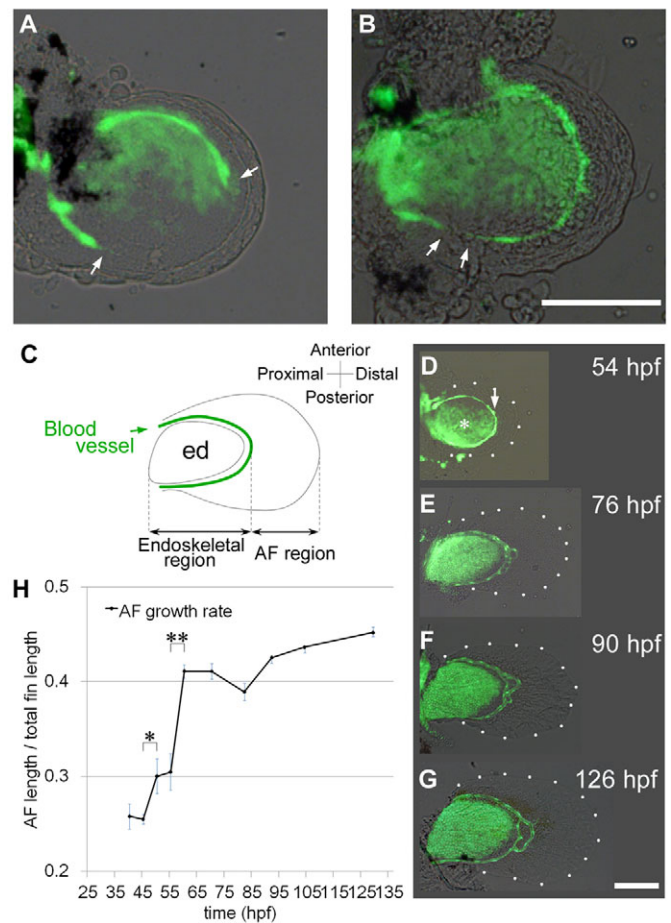 A
B
C
Anterior
Proximal Distal
Posterior
Blood
vessel
ed
Endoskeletal
region
AF region
D
54 hpf
*
E
76 hpf
F
90 hpf
G
126 hpf
H
AF growth rate
AF length / total fin length
0.5
0.4
0.3
0.2
*
**
25 35 45 55 65 75 85 95 105 115 125 135
time (hpf)